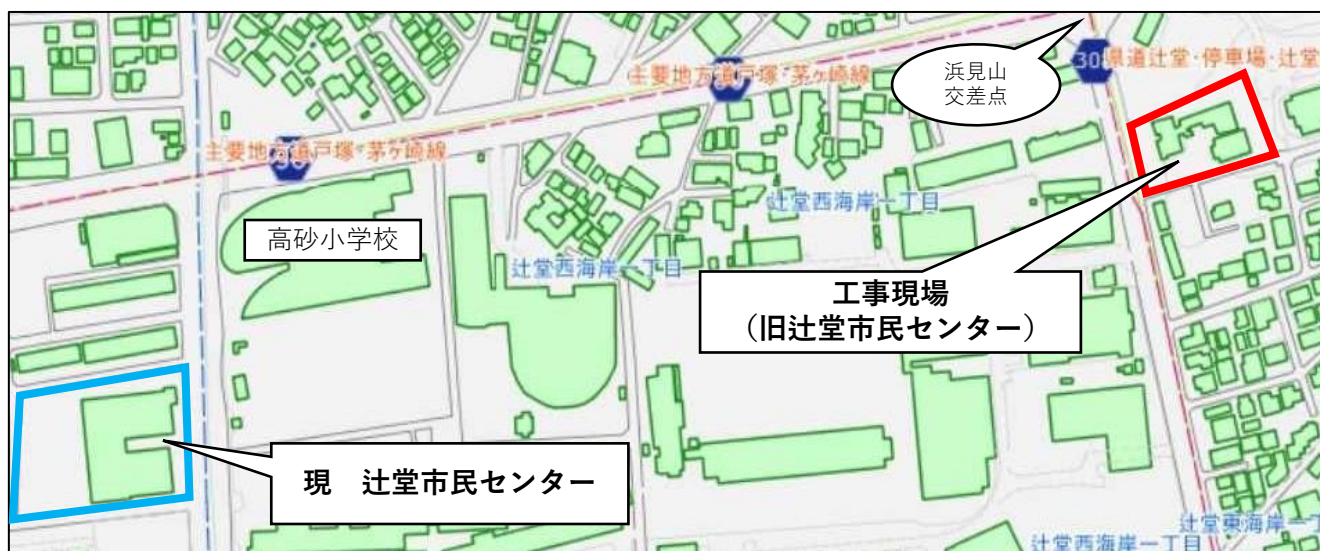 浜見山
交差点
30
県道辻堂・停車場・辻堂
主要地方道戸塚・茅ヶ崎線
主要地方道戸塚・茅ヶ崎線
辻堂西海岸一丁目
高砂小学校
辻堂西海岸一丁目
工事現場
（旧辻堂市民センター）
現　辻堂市民センター
辻堂東海岸一丁
辻堂西海岸一丁目